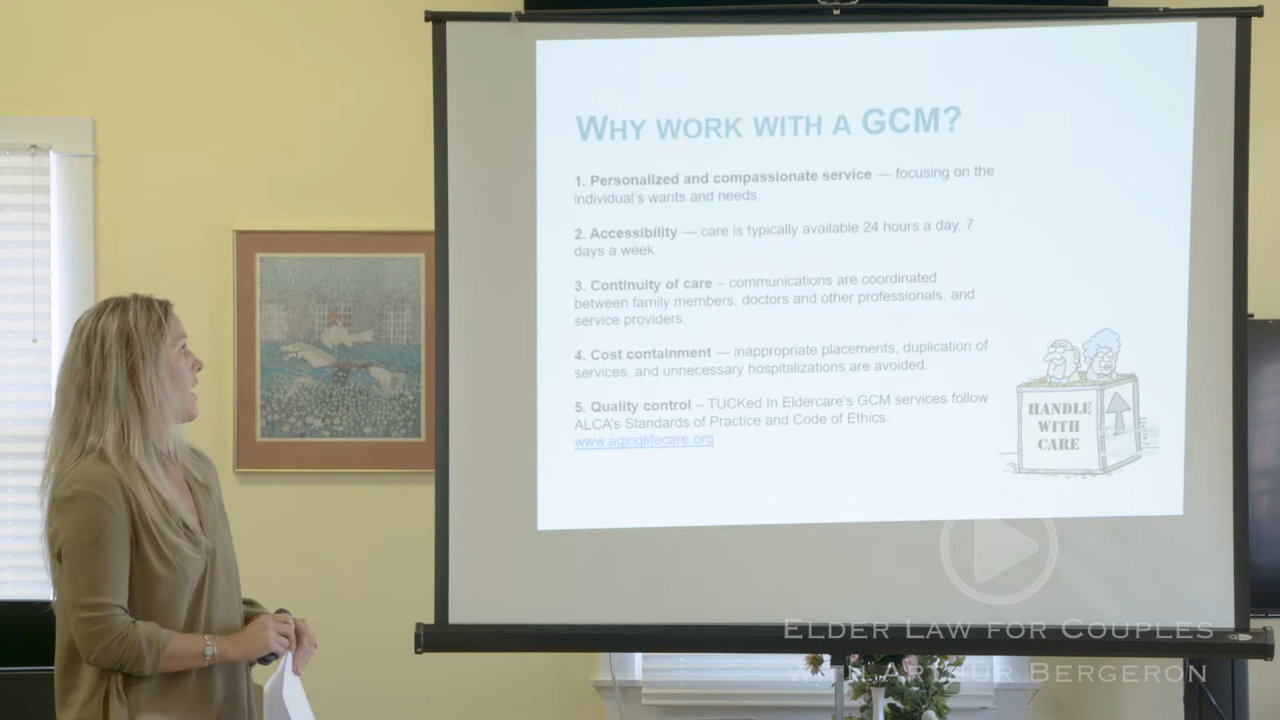 WHY WORK WITH A GCM?
1. Personalized and compassionate service — focusing on the
individual's wants and needs.
2. Accessibility — care is typically available 24 hours a day, 7
days a week.
3. Continuity of care – communications are coordinated
between family members, doctors and other professionals, and
service providers.
4. Cost containment — inappropriate placements, duplication of
services, and unnecessary hospitalizations are avoided.
5. Quality control – TUCKed In Eldercare's GCM services follow
ALCA's Standards of Practice and Code of Ethics.
www.aginglifecare.org
HANDLE
WITH
CARE
ELDER LAW FOR COUPLES
WITH ARTHUR BERGERON